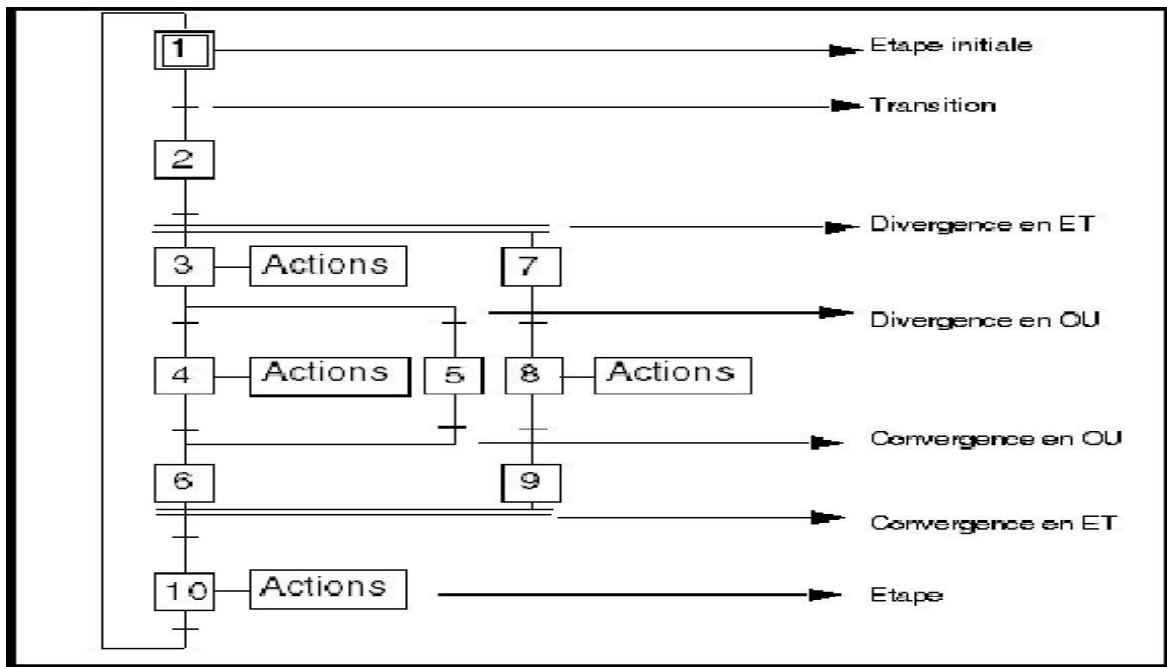 1 Etape initiale
Transition
2
Divergence en ET
3 Actions 7
Divergence en OU
4 Actions 5 8 Actions
Convergence en OU
6 9
Convergence en ET
10 Actions Etape